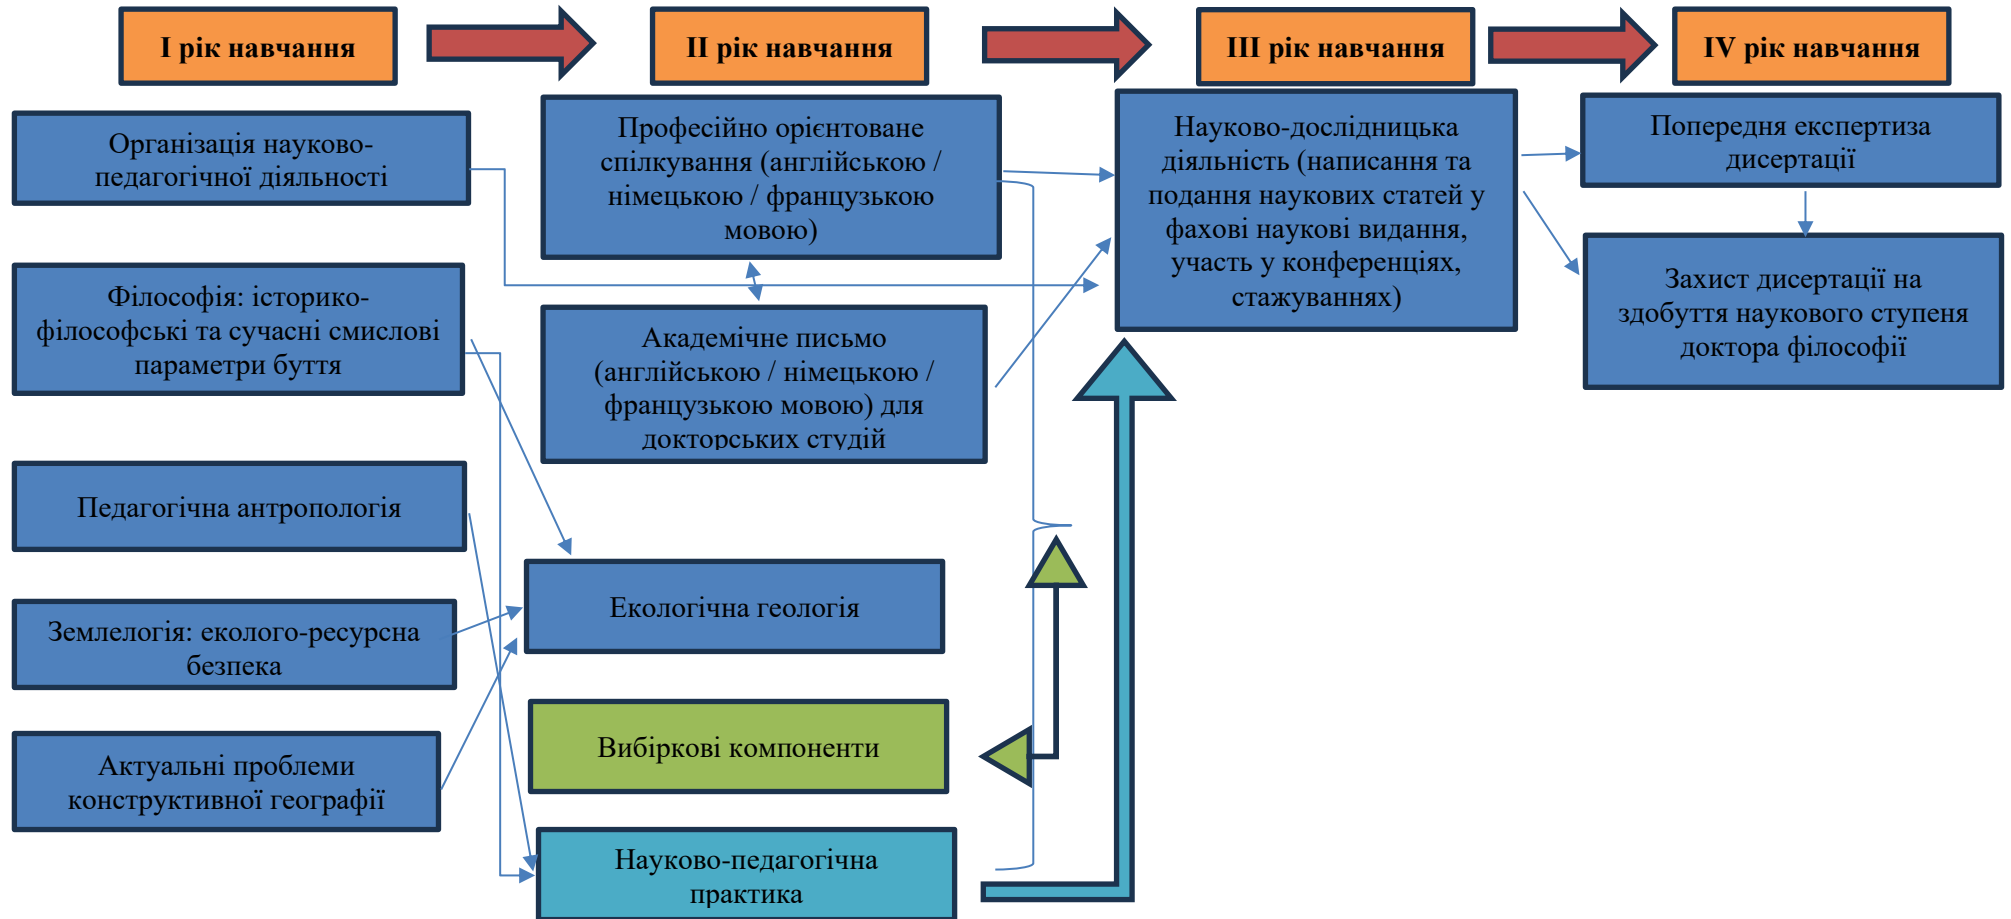 І рік навчання
ІІ рік навчання
ІІІ рік навчання
IV рік навчання
Організація науково-
педагогічної діяльності
Філософія: історико-
філософські та сучасні смислові
параметри буття
Педагогічна антропологія
Землелогія: еколого-ресурсна
безпека
Актуальні проблеми
конструктивної географії
Професійно орієнтоване
спілкування (англійською /
німецькою / французькою
мовою)
Академічне письмо
(англійською / німецькою /
французькою мовою) для
докторських студій
Екологічна геологія
Вибіркові компоненти
Науково-педагогічна
практика
Науково-дослідницька
діяльність (написання та
подання наукових статей у
фахові наукові видання,
участь у конференціях,
стажуваннях)
Попередня експертиза
дисертації
Захист дисертації на
здобуття наукового ступеня
доктора філософії